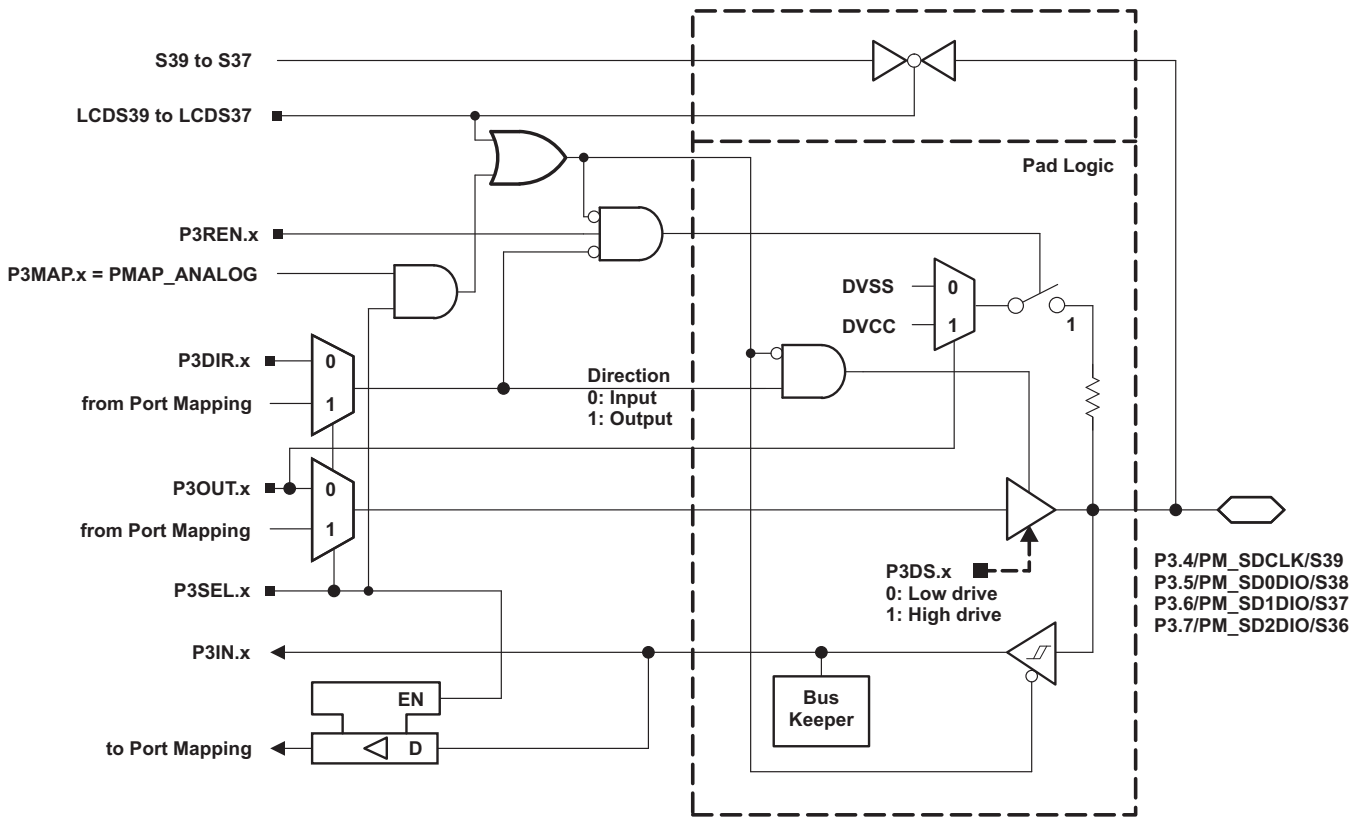 S39 to S37
LCDS39 to LCDS37
Pad Logic
P3REN.x
P3MAP.x = PMAP_ANALOG
DVSS
0
DVCC
1
1
P3DIR.x
0
Direction
0: Input
1: Output
from Port Mapping
1
P3OUT.x
0
from Port Mapping
1
P3DS.x
0: Low drive
1: High drive
P3.4/PM_SDCLK/S39
P3.5/PM_SD0DIO/S38
P3.6/PM_SD1DIO/S37
P3.7/PM_SD2DIO/S36
P3SEL.x
P3IN.x
EN
Bus
Keeper
to Port Mapping
D